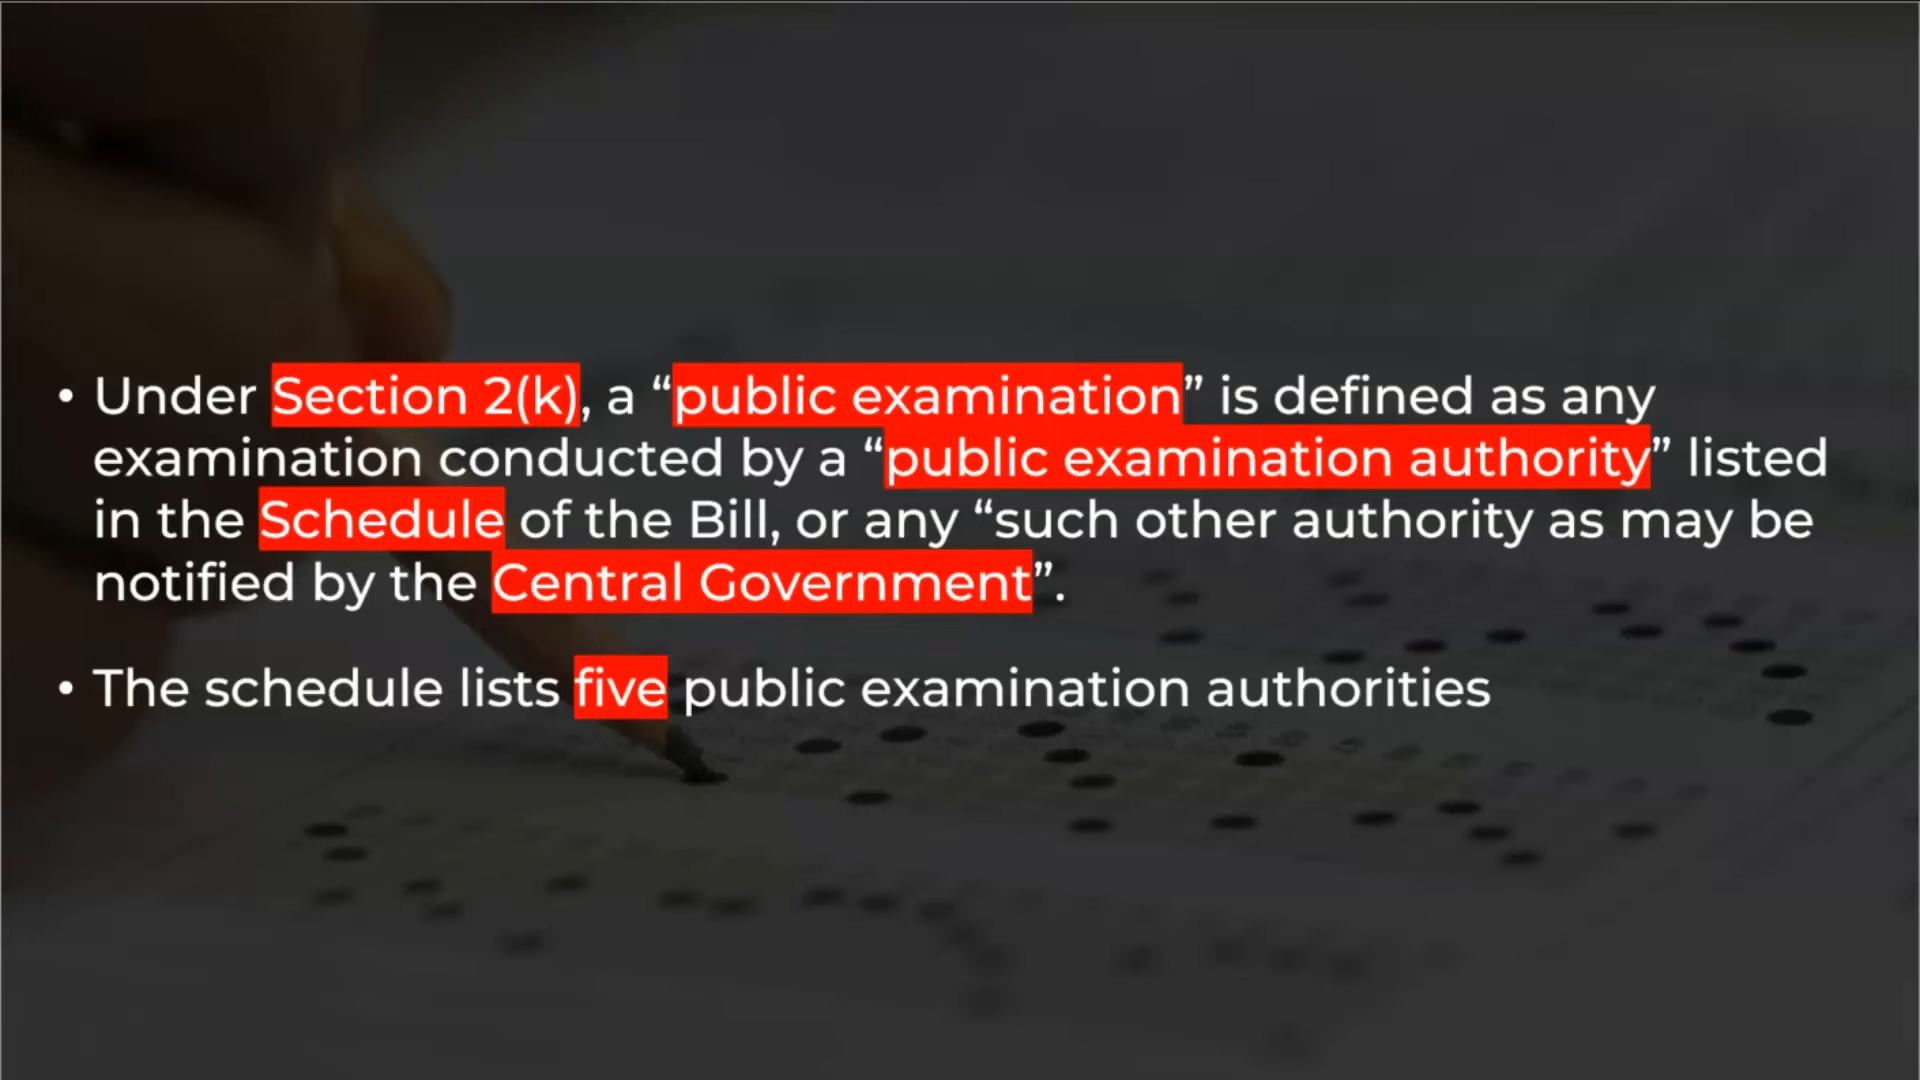 • Under Section 2(k), a “public examination” is defined as any
examination conducted by a “public examination authority” listed
in the Schedule of the Bill, or any “such other authority as may be
notified by the Central Government”.
• The schedule lists five public examination authorities